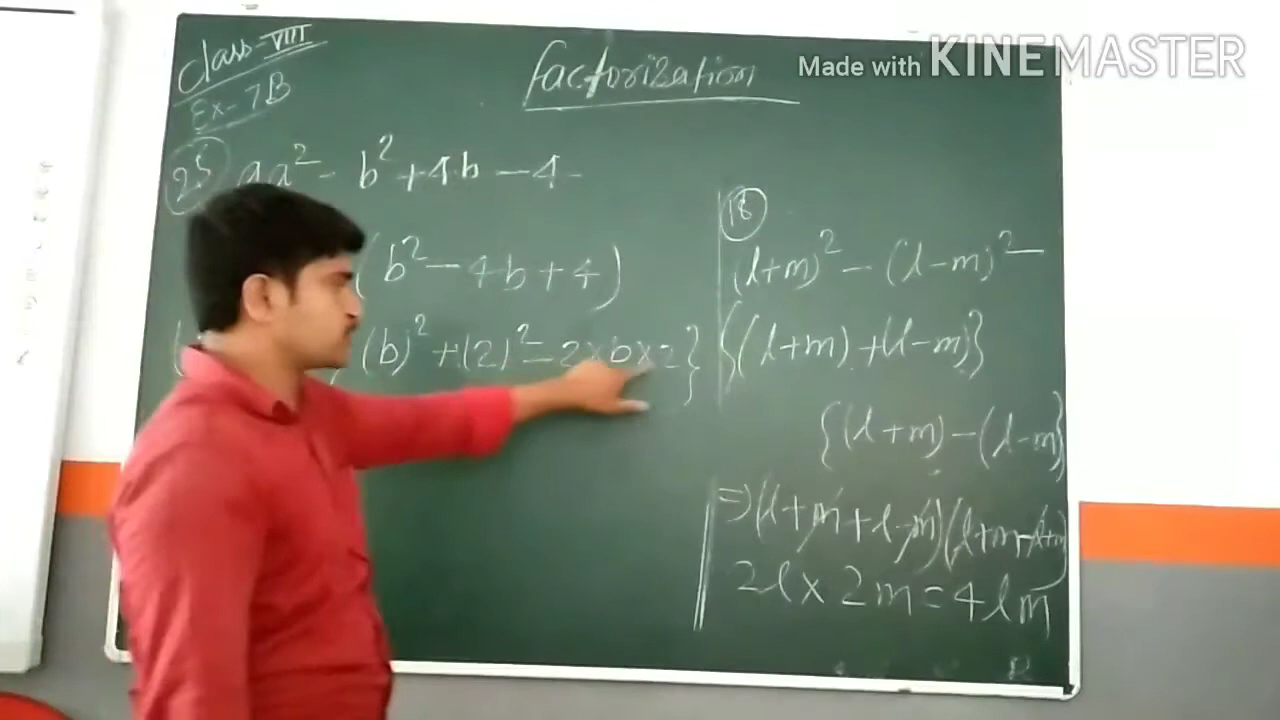 Made with KINEMASTER
Class-VIII
Ex-7B
Factorization
25 9a² - b² + 4b - 4
(b² - 4b + 4)
(b)² + (2)² - 2×b×2}
18
(l+m)² - (l-m)²
{(l+m) + (l-m)}
{(l+m) - (l-m)}
⇒ (l+m+l-m)(l+m-l+m)
2l × 2m = 4lm